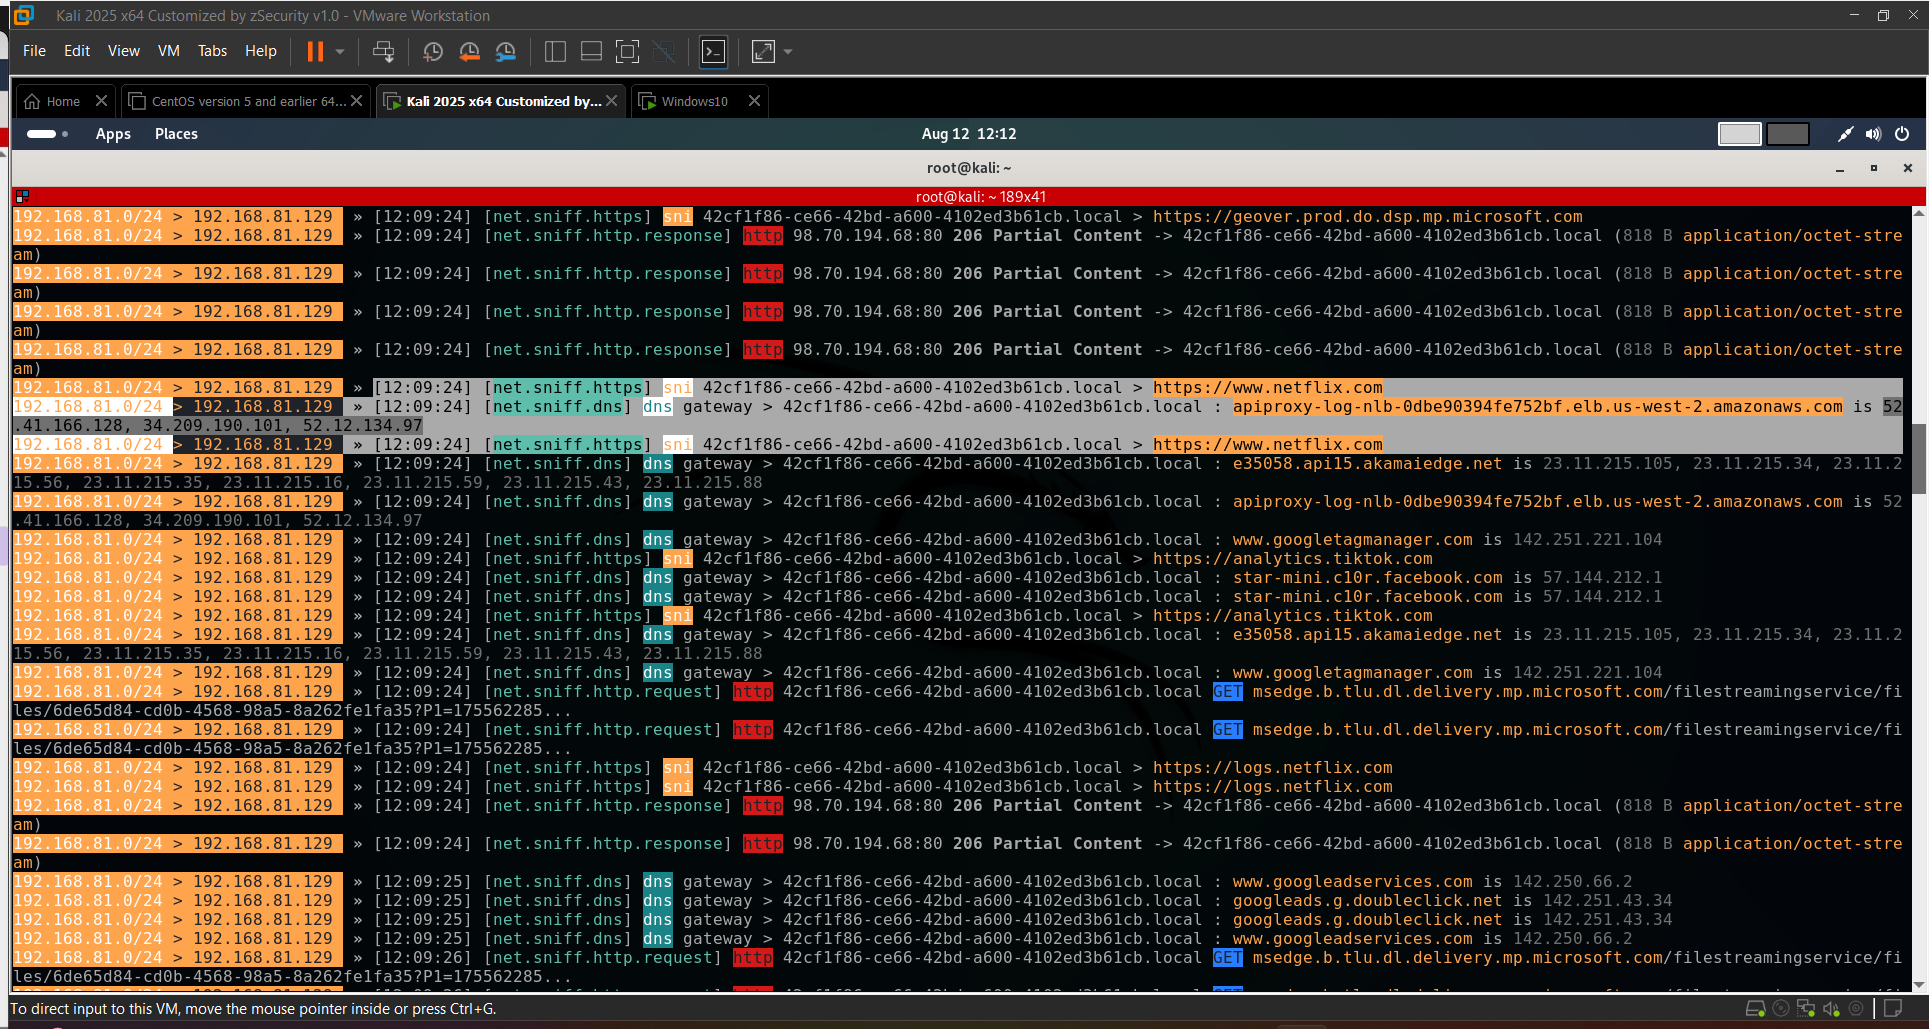 Kali 2025 x64 Customized by zSecurity v1.0 - VMware Workstation
File Edit View VM Tabs Help
Home CentOS version 5 and earlier 64... Kali 2025 x64 Customized by... Windows10
Apps Places Aug 12 12:12
root@kali: ~
root@kali: ~ 189x41
192.168.81.0/24 > 192.168.81.129 » [12:09:24] [net.sniff.https] sni 42cf1f86-ce66-42bd-a600-4102ed3b61cb.local > https://geover.prod.do.dsp.mp.microsoft.com
192.168.81.0/24 > 192.168.81.129 » [12:09:24] [net.sniff.http.response] http 98.70.194.68:80 206 Partial Content -> 42cf1f86-ce66-42bd-a600-4102ed3b61cb.local (818 B application/octet-stre
am)
192.168.81.0/24 > 192.168.81.129 » [12:09:24] [net.sniff.http.response] http 98.70.194.68:80 206 Partial Content -> 42cf1f86-ce66-42bd-a600-4102ed3b61cb.local (818 B application/octet-stre
am)
192.168.81.0/24 > 192.168.81.129 » [12:09:24] [net.sniff.http.response] http 98.70.194.68:80 206 Partial Content -> 42cf1f86-ce66-42bd-a600-4102ed3b61cb.local (818 B application/octet-stre
am)
192.168.81.0/24 > 192.168.81.129 » [12:09:24] [net.sniff.http.response] http 98.70.194.68:80 206 Partial Content -> 42cf1f86-ce66-42bd-a600-4102ed3b61cb.local (818 B application/octet-stre
am)
192.168.81.0/24 > 192.168.81.129 » [12:09:24] [net.sniff.https] sni 42cf1f86-ce66-42bd-a600-4102ed3b61cb.local > https://www.netflix.com
192.168.81.0/24 > 192.168.81.129 » [12:09:24] [net.sniff.dns] dns gateway > 42cf1f86-ce66-42bd-a600-4102ed3b61cb.local : apiproxy-log-nlb-0dbe90394fe752bf.elb.us-west-2.amazonaws.com is 52
.41.166.128, 34.209.190.101, 52.12.134.97
192.168.81.0/24 > 192.168.81.129 » [12:09:24] [net.sniff.https] sni 42cf1f86-ce66-42bd-a600-4102ed3b61cb.local > https://www.netflix.com
192.168.81.0/24 > 192.168.81.129 » [12:09:24] [net.sniff.dns] dns gateway > 42cf1f86-ce66-42bd-a600-4102ed3b61cb.local : e35058.api15.akamaiedge.net is 23.11.215.105, 23.11.215.34, 23.11.2
15.56, 23.11.215.35, 23.11.215.16, 23.11.215.59, 23.11.215.43, 23.11.215.88
192.168.81.0/24 > 192.168.81.129 » [12:09:24] [net.sniff.dns] dns gateway > 42cf1f86-ce66-42bd-a600-4102ed3b61cb.local : apiproxy-log-nlb-0dbe90394fe752bf.elb.us-west-2.amazonaws.com is 52
.41.166.128, 34.209.190.101, 52.12.134.97
192.168.81.0/24 > 192.168.81.129 » [12:09:24] [net.sniff.dns] dns gateway > 42cf1f86-ce66-42bd-a600-4102ed3b61cb.local : www.googletagmanager.com is 142.251.221.104
192.168.81.0/24 > 192.168.81.129 » [12:09:24] [net.sniff.https] sni 42cf1f86-ce66-42bd-a600-4102ed3b61cb.local > https://analytics.tiktok.com
192.168.81.0/24 > 192.168.81.129 » [12:09:24] [net.sniff.dns] dns gateway > 42cf1f86-ce66-42bd-a600-4102ed3b61cb.local : star-mini.c10r.facebook.com is 57.144.212.1
192.168.81.0/24 > 192.168.81.129 » [12:09:24] [net.sniff.dns] dns gateway > 42cf1f86-ce66-42bd-a600-4102ed3b61cb.local : star-mini.c10r.facebook.com is 57.144.212.1
192.168.81.0/24 > 192.168.81.129 » [12:09:24] [net.sniff.https] sni 42cf1f86-ce66-42bd-a600-4102ed3b61cb.local > https://analytics.tiktok.com
192.168.81.0/24 > 192.168.81.129 » [12:09:24] [net.sniff.dns] dns gateway > 42cf1f86-ce66-42bd-a600-4102ed3b61cb.local : e35058.api15.akamaiedge.net is 23.11.215.105, 23.11.215.34, 23.11.2
15.56, 23.11.215.35, 23.11.215.16, 23.11.215.59, 23.11.215.43, 23.11.215.88
192.168.81.0/24 > 192.168.81.129 » [12:09:24] [net.sniff.dns] dns gateway > 42cf1f86-ce66-42bd-a600-4102ed3b61cb.local : www.googletagmanager.com is 142.251.221.104
192.168.81.0/24 > 192.168.81.129 » [12:09:24] [net.sniff.http.request] http 42cf1f86-ce66-42bd-a600-4102ed3b61cb.local GET msedge.b.tlu.dl.delivery.mp.microsoft.com/filestreamingservice/fi
les/6de65d84-cd0b-4568-98a5-8a262fe1fa35?P1=175562285...
192.168.81.0/24 > 192.168.81.129 » [12:09:24] [net.sniff.http.request] http 42cf1f86-ce66-42bd-a600-4102ed3b61cb.local GET msedge.b.tlu.dl.delivery.mp.microsoft.com/filestreamingservice/fi
les/6de65d84-cd0b-4568-98a5-8a262fe1fa35?P1=175562285...
192.168.81.0/24 > 192.168.81.129 » [12:09:24] [net.sniff.https] sni 42cf1f86-ce66-42bd-a600-4102ed3b61cb.local > https://logs.netflix.com
192.168.81.0/24 > 192.168.81.129 » [12:09:24] [net.sniff.https] sni 42cf1f86-ce66-42bd-a600-4102ed3b61cb.local > https://logs.netflix.com
192.168.81.0/24 > 192.168.81.129 » [12:09:24] [net.sniff.http.response] http 98.70.194.68:80 206 Partial Content -> 42cf1f86-ce66-42bd-a600-4102ed3b61cb.local (818 B application/octet-stre
am)
192.168.81.0/24 > 192.168.81.129 » [12:09:24] [net.sniff.http.response] http 98.70.194.68:80 206 Partial Content -> 42cf1f86-ce66-42bd-a600-4102ed3b61cb.local (818 B application/octet-stre
am)
192.168.81.0/24 > 192.168.81.129 » [12:09:25] [net.sniff.dns] dns gateway > 42cf1f86-ce66-42bd-a600-4102ed3b61cb.local : www.googleadservices.com is 142.250.66.2
192.168.81.0/24 > 192.168.81.129 » [12:09:25] [net.sniff.dns] dns gateway > 42cf1f86-ce66-42bd-a600-4102ed3b61cb.local : googleads.g.doubleclick.net is 142.251.43.34
192.168.81.0/24 > 192.168.81.129 » [12:09:25] [net.sniff.dns] dns gateway > 42cf1f86-ce66-42bd-a600-4102ed3b61cb.local : googleads.g.doubleclick.net is 142.251.43.34
192.168.81.0/24 > 192.168.81.129 » [12:09:25] [net.sniff.dns] dns gateway > 42cf1f86-ce66-42bd-a600-4102ed3b61cb.local : www.googleadservices.com is 142.250.66.2
192.168.81.0/24 > 192.168.81.129 » [12:09:26] [net.sniff.http.request] http 42cf1f86-ce66-42bd-a600-4102ed3b61cb.local GET msedge.b.tlu.dl.delivery.mp.microsoft.com/filestreamingservice/fi
les/6de65d84-cd0b-4568-98a5-8a262fe1fa35?P1=175562285...
To direct input to this VM, move the mouse pointer inside or press Ctrl+G.